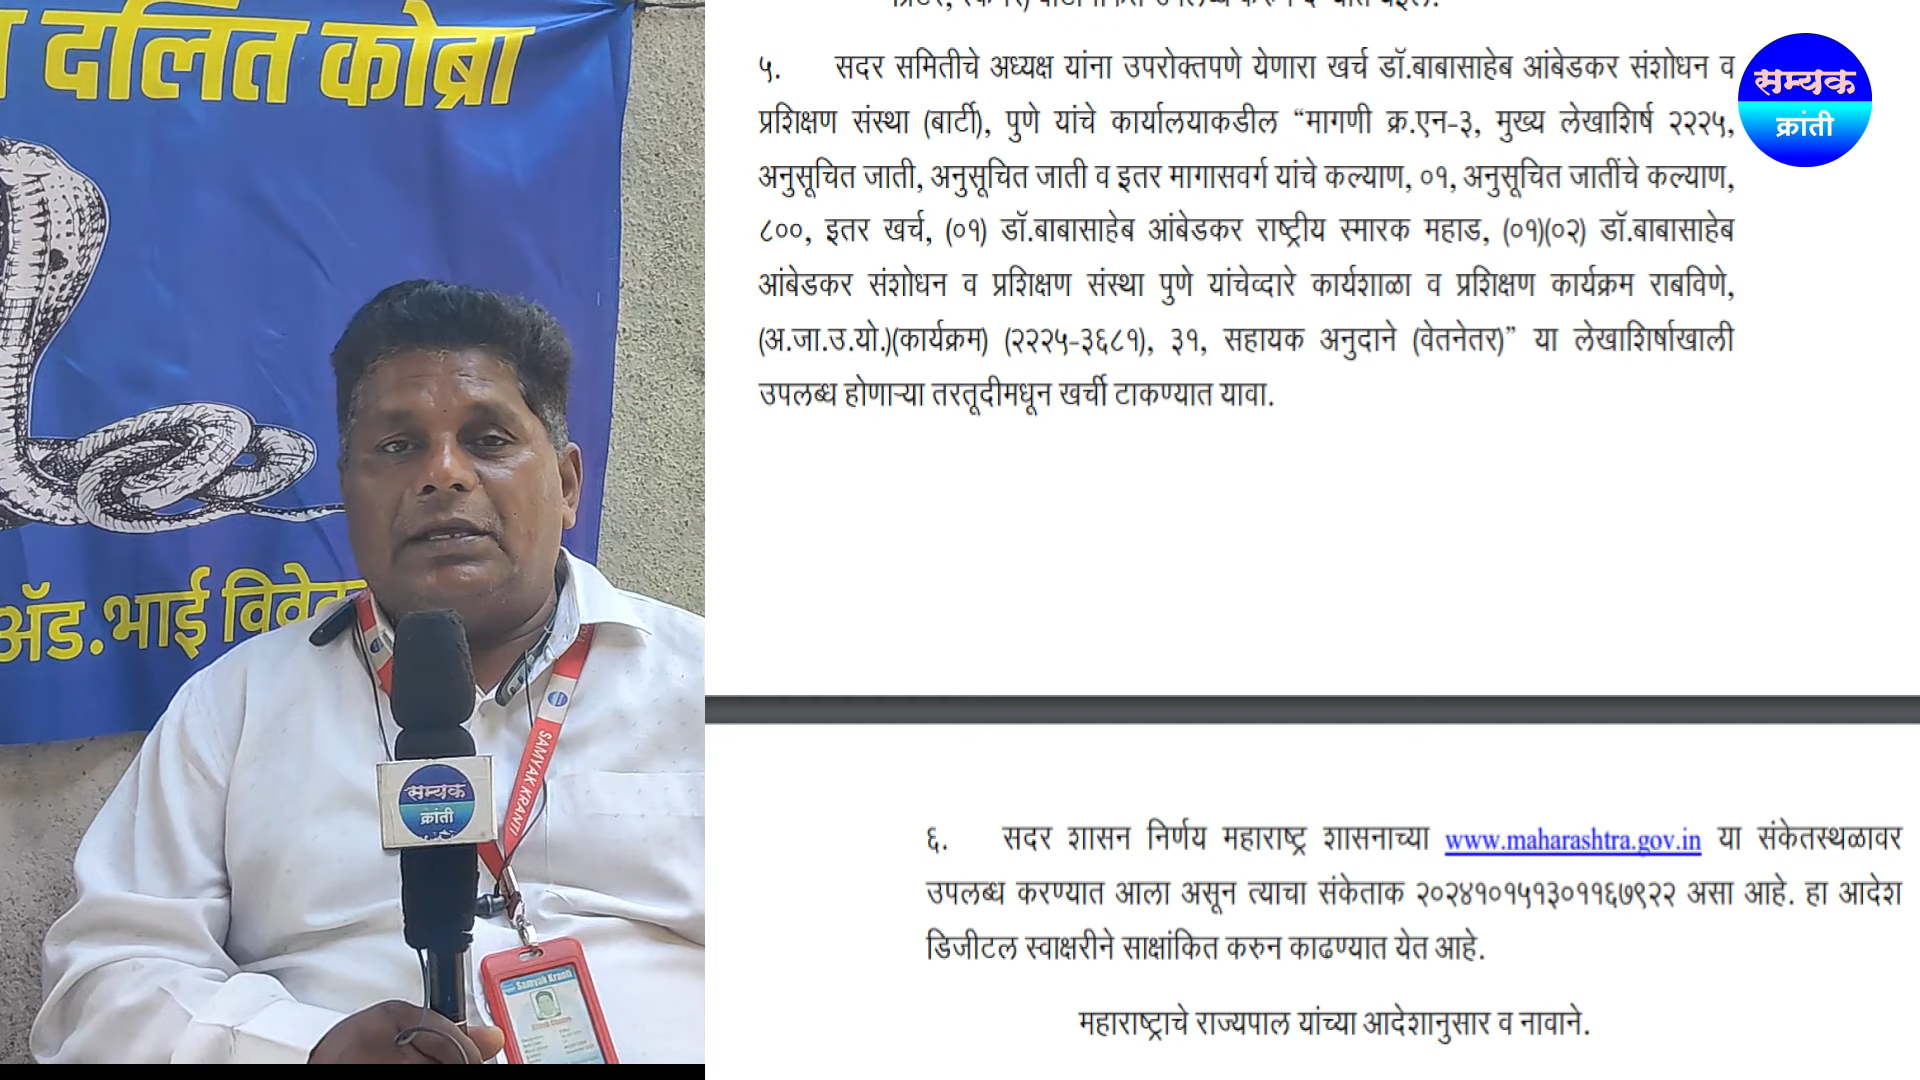 दलित कोब्रा
अ‍ॅड.भाई विवेक
SAMYAK KRANTI
सम्यक
क्रांती
Samyak Kranti
५. सदर समितीचे अध्यक्ष यांना उपरोक्तपणे येणारा खर्च डॉ.बाबासाहेब आंबेडकर संशोधन व
प्रशिक्षण संस्था (बार्टी), पुणे यांचे कार्यालयाकडील “मागणी क्र.एन-३, मुख्य लेखाशिर्ष २२२५,
अनुसूचित जाती, अनुसूचित जाती व इतर मागासवर्ग यांचे कल्याण, ०१, अनुसूचित जातींचे कल्याण,
८००, इतर खर्च, (०१) डॉ.बाबासाहेब आंबेडकर राष्ट्रीय स्मारक महाड, (०१)(०२) डॉ.बाबासाहेब
आंबेडकर संशोधन व प्रशिक्षण संस्था पुणे यांचेव्दारे कार्यशाळा व प्रशिक्षण कार्यक्रम राबविणे,
(अ.जा.उ.यो.)(कार्यक्रम) (२२२५-३६८१), ३१, सहायक अनुदाने (वेतनेतर)” या लेखाशिर्षाखाली
उपलब्ध होणाऱ्या तरतूदीमधून खर्ची टाकण्यात यावा.
सम्यक
क्रांती
६. सदर शासन निर्णय महाराष्ट्र शासनाच्या www.maharashtra.gov.in या संकेतस्थळावर
उपलब्ध करण्यात आला असून त्याचा संकेताक २०२४१०१५१३०११६७९२२ असा आहे. हा आदेश
डिजीटल स्वाक्षरीने साक्षांकित करुन काढण्यात येत आहे.
महाराष्ट्राचे राज्यपाल यांच्या आदेशानुसार व नावाने.